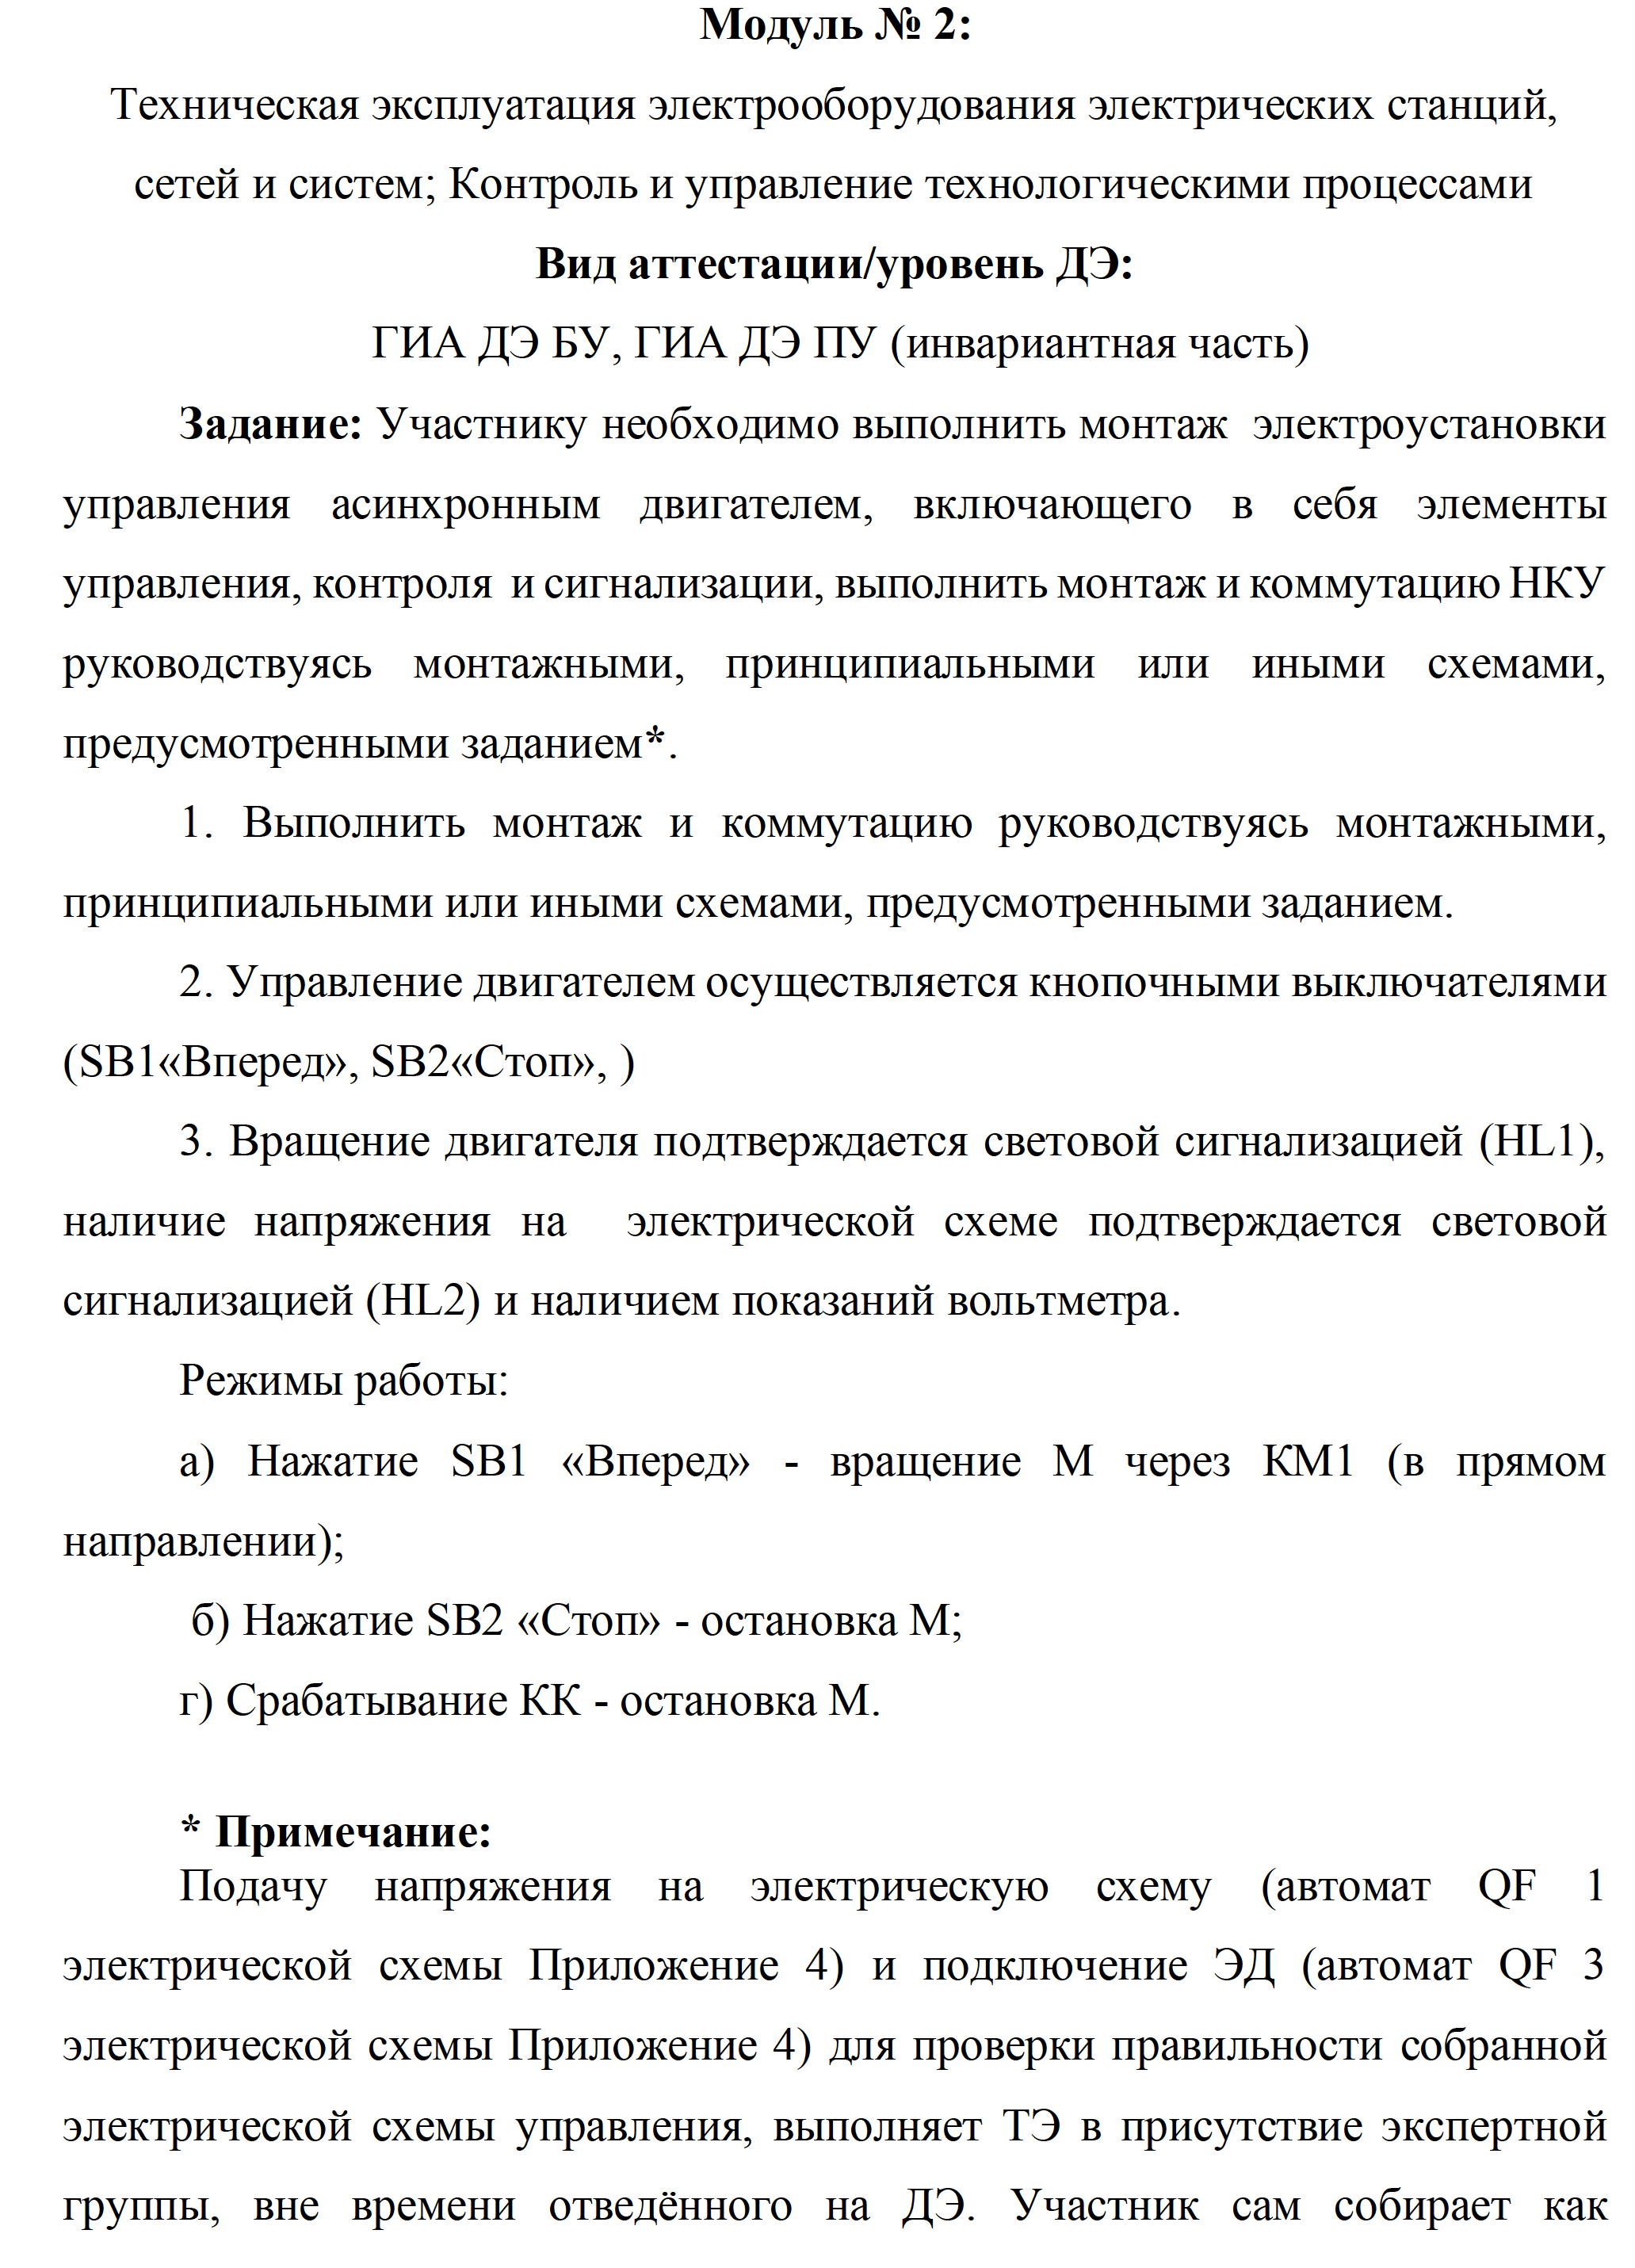 Модуль № 2:
Техническая эксплуатация электрооборудования электрических станций,
сетей и систем; Контроль и управление технологическими процессами
Вид аттестации/уровень ДЭ:
ГИА ДЭ БУ, ГИА ДЭ ПУ (инвариантная часть)
Задание: Участнику необходимо выполнить монтаж электроустановки
управления асинхронным двигателем, включающего в себя элементы
управления, контроля и сигнализации, выполнить монтаж и коммутацию НКУ
руководствуясь монтажными, принципиальными или иными схемами,
предусмотренными заданием*.
1. Выполнить монтаж и коммутацию руководствуясь монтажными,
принципиальными или иными схемами, предусмотренными заданием.
2. Управление двигателем осуществляется кнопочными выключателями
(SB1«Вперед», SB2«Стоп», )
3. Вращение двигателя подтверждается световой сигнализацией (HL1),
наличие напряжения на электрической схеме подтверждается световой
сигнализацией (HL2) и наличием показаний вольтметра.
Режимы работы:
а) Нажатие SB1 «Вперед» - вращение М через КМ1 (в прямом
направлении);
б) Нажатие SB2 «Стоп» - остановка М;
г) Срабатывание КК - остановка М.
* Примечание:
Подачу напряжения на электрическую схему (автомат QF 1
электрической схемы Приложение 4) и подключение ЭД (автомат QF 3
электрической схемы Приложение 4) для проверки правильности собранной
электрической схемы управления, выполняет ТЭ в присутствие экспертной
группы, вне времени отведённого на ДЭ. Участник сам собирает как